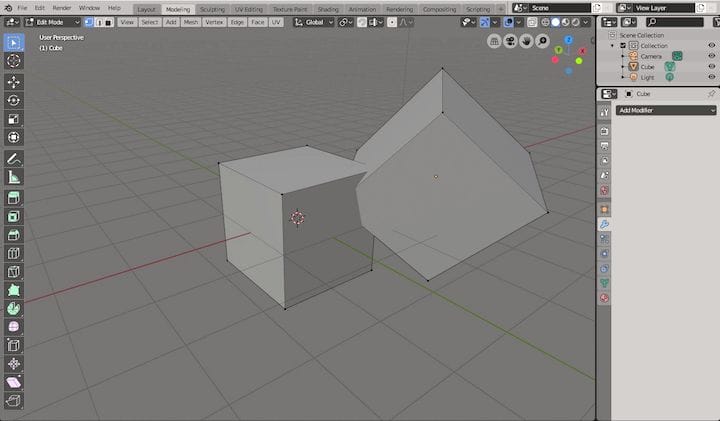 File Edit Render Window Help Layout Modeling Sculpting UV Editing Texture Paint Shading Animation Rendering Compositing Scripting + Scene View Layer
Edit Mode View Select Add Mesh Vertex Edge Face UV Global X Y Z
User Perspective
(1) Cube
Z
X
Scene Collection
Collection
Camera
Cube
Light
Cube
Add Modifier